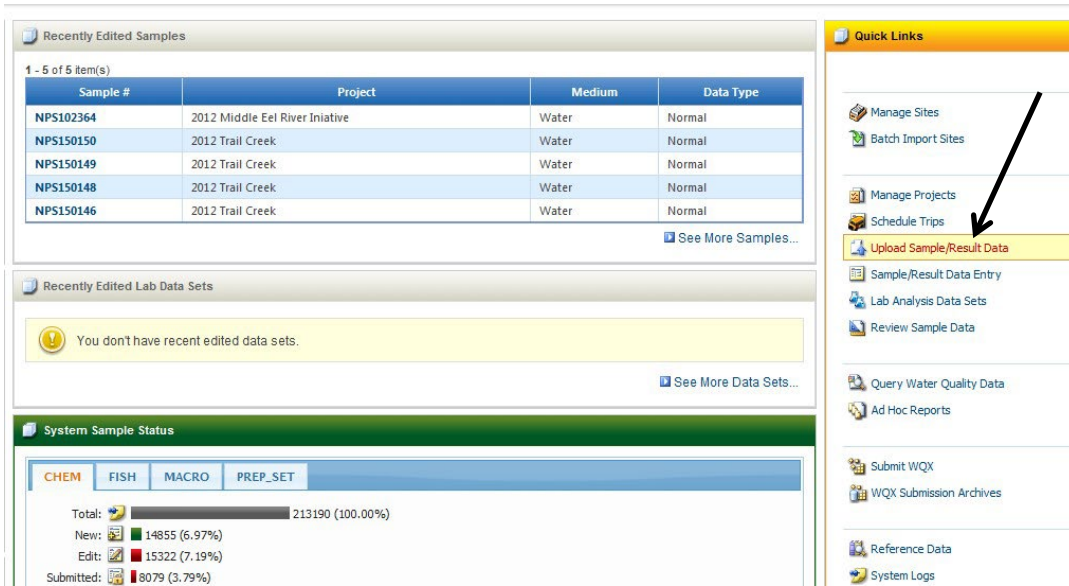 Recently Edited Samples
1 - 5 of 5 item(s)
Sample # Project Medium Data Type
NPS102364 2012 Middle Eel River Iniative Water Normal
NPS150150 2012 Trail Creek Water Normal
NPS150149 2012 Trail Creek Water Normal
NPS150148 2012 Trail Creek Water Normal
NPS150146 2012 Trail Creek Water Normal
See More Samples...
Recently Edited Lab Data Sets
You don't have recent edited data sets.
See More Data Sets...
System Sample Status
CHEM FISH MACRO PREP_SET
Total: 213190 (100.00%)
New: 14855 (6.97%)
Edit: 15322 (7.19%)
Submitted: 8079 (3.79%)
Quick Links
Manage Sites
Batch Import Sites
Manage Projects
Schedule Trips
Upload Sample/Result Data
Sample/Result Data Entry
Lab Analysis Data Sets
Review Sample Data
Query Water Quality Data
Ad Hoc Reports
Submit WQX
WQX Submission Archives
Reference Data
System Logs